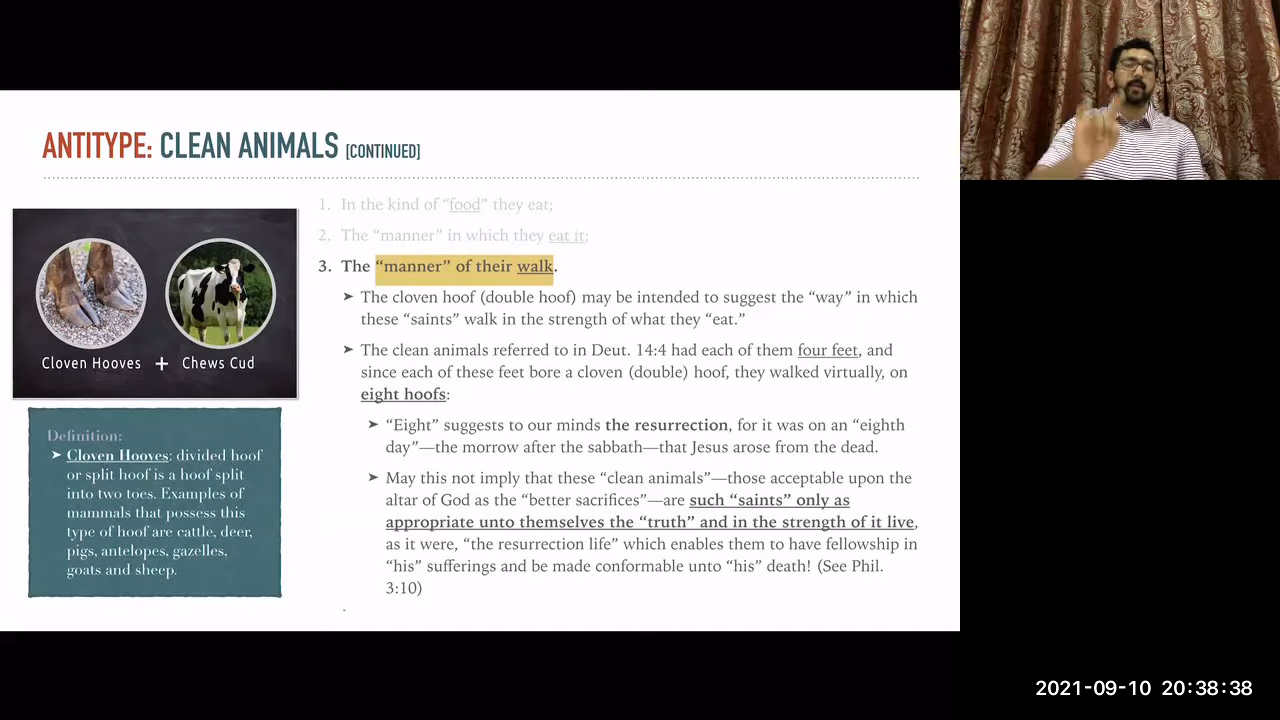 ANTITYPE: CLEAN ANIMALS [CONTINUED]
Cloven Hooves + Chews Cud
Definition:
➤ Cloven Hooves: divided hoof
or split hoof is a hoof split
into two toes. Examples of
mammals that possess this
type of hoof are cattle, deer,
pigs, antelopes, gazelles,
goats and sheep.
1. In the kind of “food” they eat;
2. The “manner” in which they eat it;
3. The “manner” of their walk.
➤ The cloven hoof (double hoof) may be intended to suggest the “way” in which
these “saints” walk in the strength of what they “eat.”
➤ The clean animals referred to in Deut. 14:4 had each of them four feet, and
since each of these feet bore a cloven (double) hoof, they walked virtually, on
eight hoofs:
➤ “Eight” suggests to our minds the resurrection, for it was on an “eighth
day”—the morrow after the sabbath—that Jesus arose from the dead.
➤ May this not imply that these “clean animals”—those acceptable upon the
altar of God as the “better sacrifices”—are such “saints” only as
appropriate unto themselves the “truth” and in the strength of it live,
as it were, “the resurrection life” which enables them to have fellowship in
“his” sufferings and be made conformable unto “his” death! (See Phil.
3:10)
2021-09-10 20:38:38